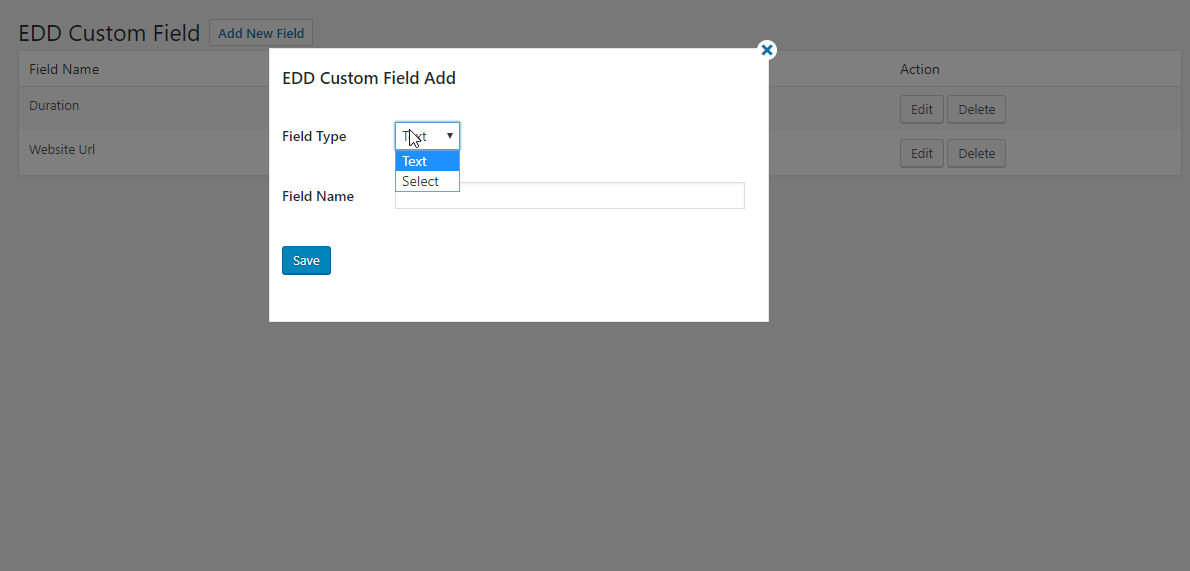 EDD Custom Field Add New Field
Field Name Action
Duration Edit Delete
Website Url Edit Delete
EDD Custom Field Add
Field Type Text
Text
Select
Field Name
Save